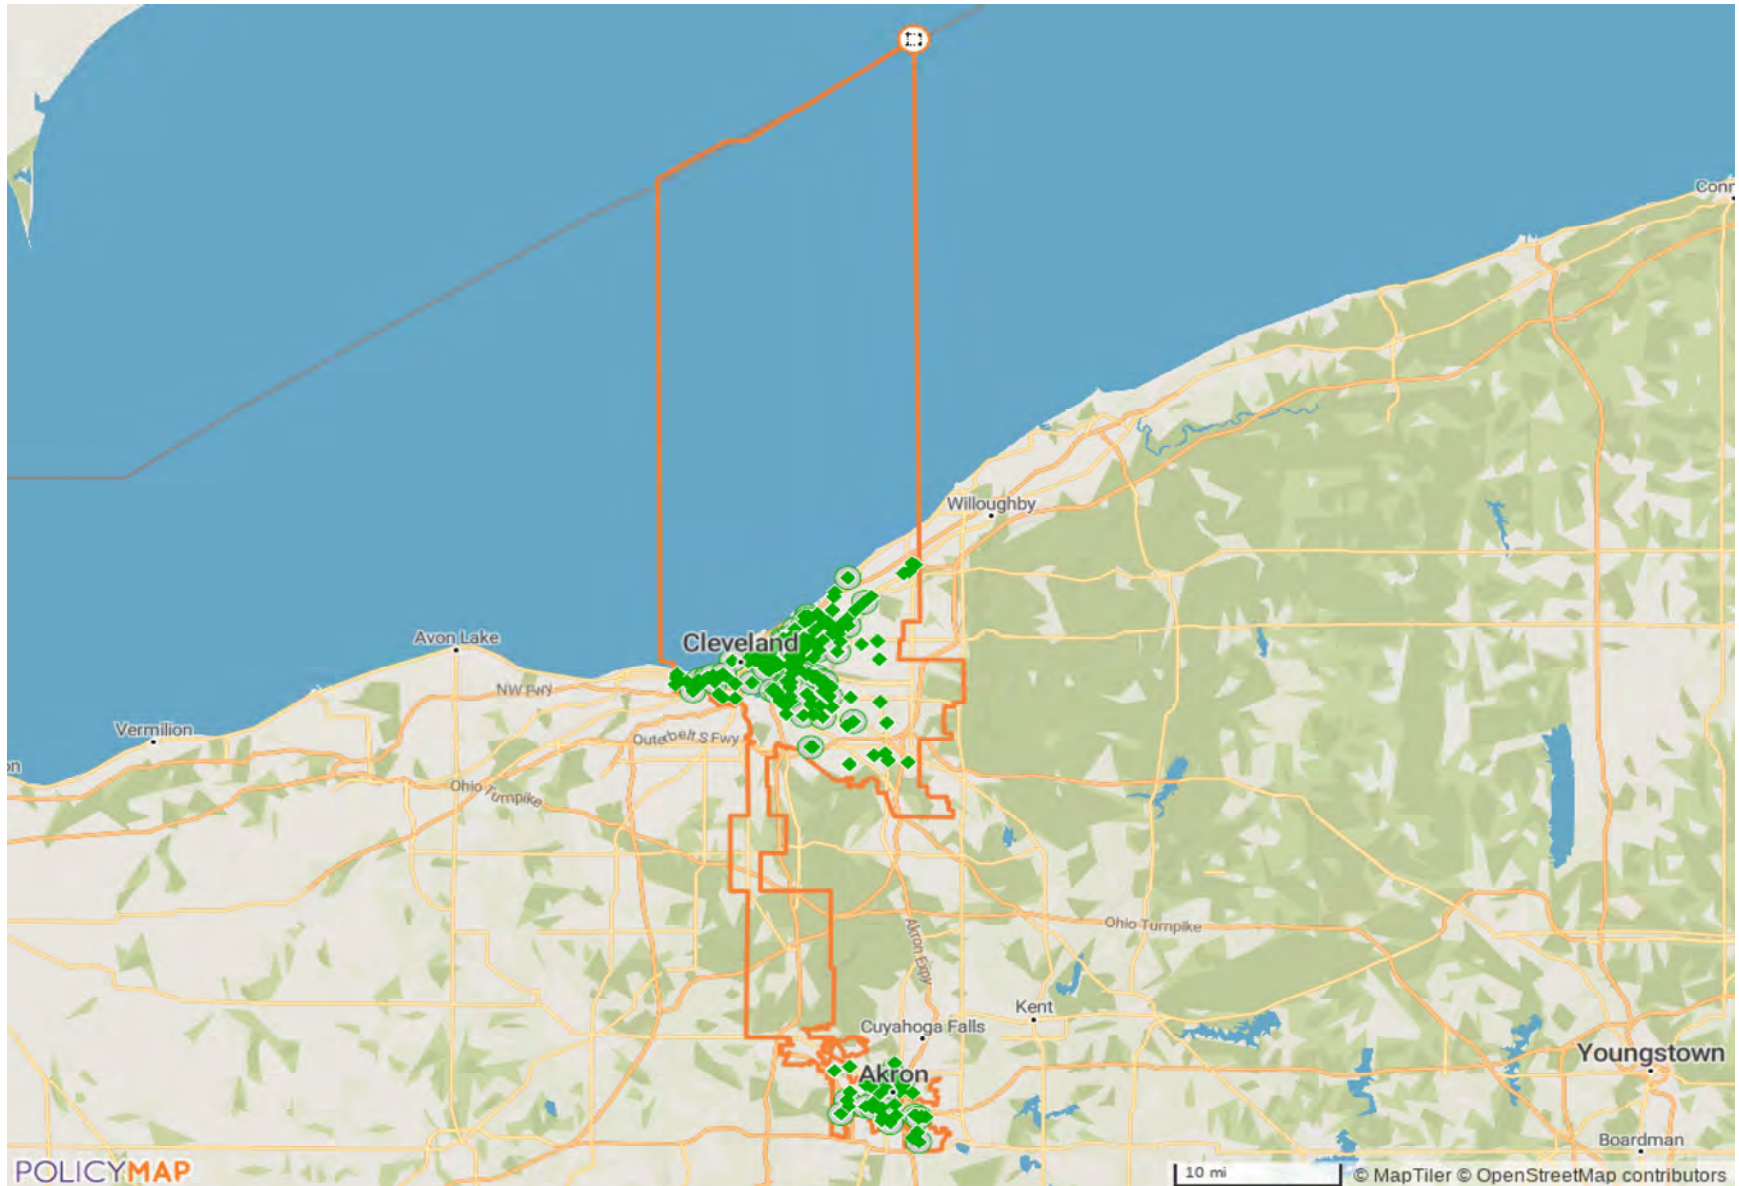 Conn
Willoughby
Avon Lake
Cleveland
NW Fwy
Vermilion
Outerbelt S Fwy
on
Ohio Turnpike
Akron Expy
Ohio Turnpike
Kent
Cuyahoga Falls
Youngstown
Akron
Boardman
POLICYMAP
10 mi
© MapTiler © OpenStreetMap contributors